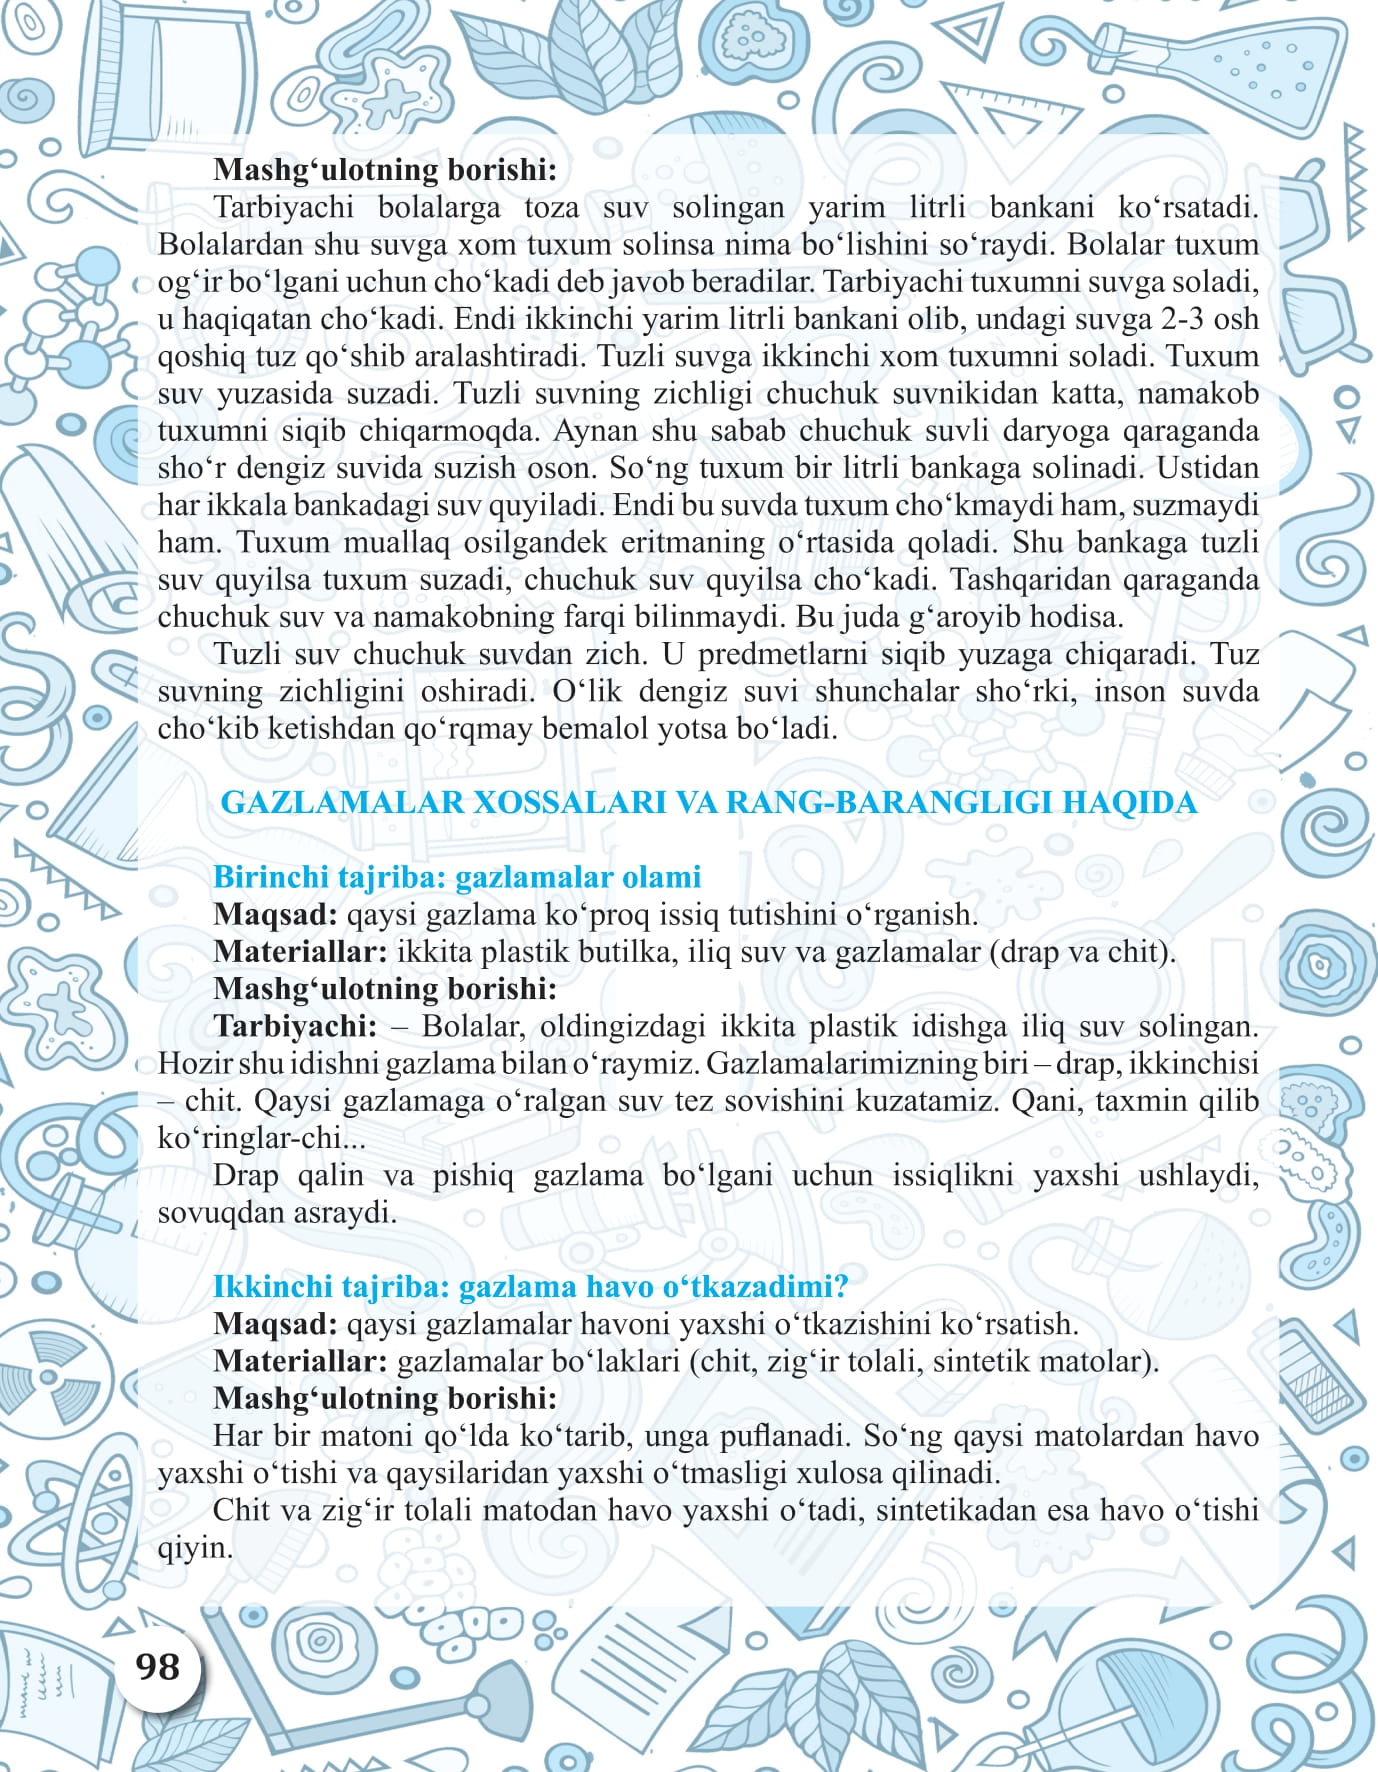 Mashg‘ulotning borishi:
Tarbiyachi bolalarga toza suv solingan yarim litrli bankani ko‘rsatadi.
Bolalardan shu suvga xom tuxum solinsa nima bo‘lishini so‘raydi. Bolalar tuxum
og‘ir bo‘lgani uchun cho‘kadi deb javob beradilar. Tarbiyachi tuxumni suvga soladi,
u haqiqatan cho‘kadi. Endi ikkinchi yarim litrli bankani olib, undagi suvga 2-3 osh
qoshiq tuz qo‘shib aralashtiradi. Tuzli suvga ikkinchi xom tuxumni soladi. Tuxum
suv yuzasida suzadi. Tuzli suvning zichligi chuchuk suvnikidan katta, namakob
tuxumni siqib chiqarmoqda. Aynan shu sabab chuchuk suvli daryoga qaraganda
sho‘r dengiz suvida suzish oson. So‘ng tuxum bir litrli bankaga solinadi. Ustidan
har ikkala bankadagi suv quyiladi. Endi bu suvda tuxum cho‘kmaydi ham, suzmaydi
ham. Tuxum muallaq osilgandek eritmaning o‘rtasida qoladi. Shu bankaga tuzli
suv quyilsa tuxum suzadi, chuchuk suv quyilsa cho‘kadi. Tashqaridan qaraganda
chuchuk suv va namakobning farqi bilinmaydi. Bu juda g‘aroyib hodisa.
Tuzli suv chuchuk suvdan zich. U predmetlarni siqib yuzaga chiqaradi. Tuz
suvning zichligini oshiradi. O‘lik dengiz suvi shunchalar sho‘rki, inson suvda
cho‘kib ketishdan qo‘rqmay bemalol yotsa bo‘ladi.
GAZLAMALAR XOSSALARI VA RANG-BARANGLIGI HAQIDA
Birinchi tajriba: gazlamalar olami
Maqsad: qaysi gazlama ko‘proq issiq tutishini o‘rganish.
Materiallar: ikkita plastik butilka, iliq suv va gazlamalar (drap va chit).
Mashg‘ulotning borishi:
Tarbiyachi: – Bolalar, oldingizdagi ikkita plastik idishga iliq suv solingan.
Hozir shu idishni gazlama bilan o‘raymiz. Gazlamalarimizning biri – drap, ikkinchisi
– chit. Qaysi gazlamaga o‘ralgan suv tez sovishini kuzatamiz. Qani, taxmin qilib
ko‘ringlar-chi...
Drap qalin va pishiq gazlama bo‘lgani uchun issiqlikni yaxshi ushlaydi,
sovuqdan asraydi.
Ikkinchi tajriba: gazlama havo o‘tkazadimi?
Maqsad: qaysi gazlamalar havoni yaxshi o‘tkazishini ko‘rsatish.
Materiallar: gazlamalar bo‘laklari (chit, zig‘ir tolali, sintetik matolar).
Mashg‘ulotning borishi:
Har bir matoni qo‘lda ko‘tarib, unga puflanadi. So‘ng qaysi matolardan havo
yaxshi o‘tishi va qaysilaridan yaxshi o‘tmasligi xulosa qilinadi.
Chit va zig‘ir tolali matodan havo yaxshi o‘tadi, sintetikadan esa havo o‘tishi
qiyin.
98